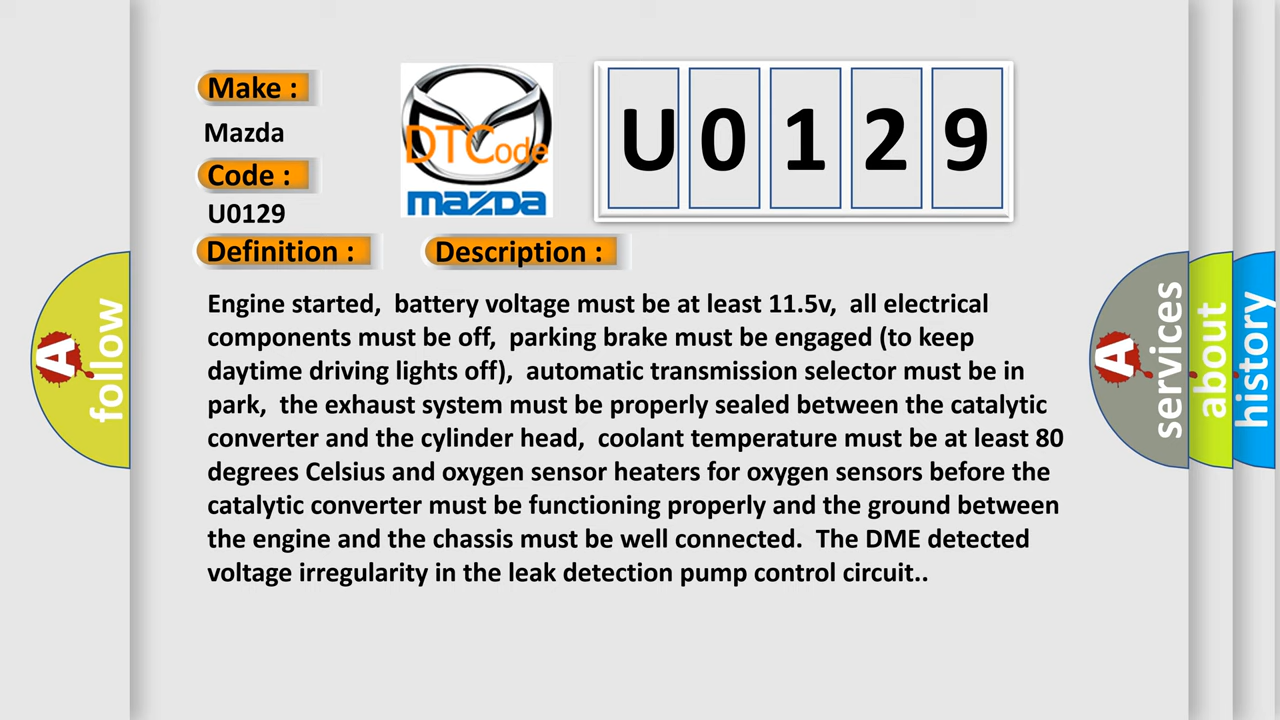 Make :
Mazda
Code :
U0129
Definition :
Description :
DTCode
mazda
U0129
Engine started,  battery voltage must be at least 11.5v,  all electrical
components must be off,  parking brake must be engaged (to keep
daytime driving lights off),  automatic transmission selector must be in
park,  the exhaust system must be properly sealed between the catalytic
converter and the cylinder head,  coolant temperature must be at least 80
degrees Celsius and oxygen sensor heaters for oxygen sensors before the
catalytic converter must be functioning properly and the ground between
the engine and the chassis must be well connected.  The DME detected
voltage irregularity in the leak detection pump control circuit..
A
follow
A
services
about
history